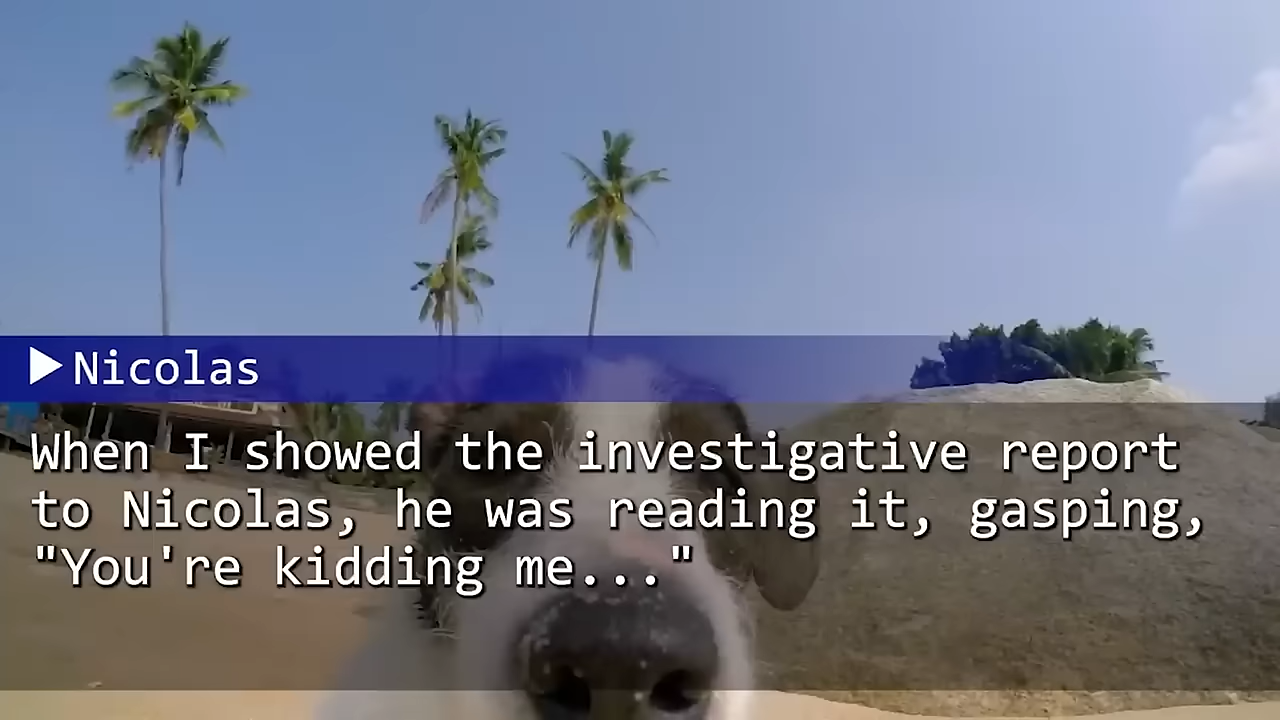 ▶Nicolas
When I showed the investigative report
to Nicolas, he was reading it, gasping,
"You're kidding me..."